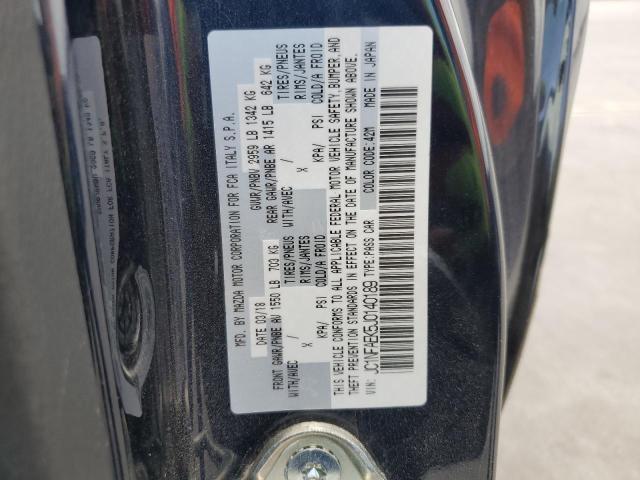 MFD. BY MAZDA MOTOR CORPORATION FOR FCA ITALY S.P.A.
DATE 03/18 GVWR/PNBV 2959 LB 1342 KG
FRONT GAWR/PNBE AV 1550 LB 703 KG REAR GAWR/PNBE AR 1415 LB 642 KG
WITH/AVEC / TIRES/PNEUS WITH/AVEC / TIRES/PNEUS
X RIMS/JANTES X RIMS/JANTES
KPA/ PSI COLD/A FROID KPA/ PSI COLD/A FROID
THIS VEHICLE CONFORMS TO ALL APPLICABLE FEDERAL MOTOR VEHICLE SAFETY, BUMPER, AND
THEFT PREVENTION STANDARDS IN EFFECT ON THE DATE OF MANUFACTURE SHOWN ABOVE.
VIN: JC1NFAEK5J0140189 TYPE:PASS CAR COLOR CODE:42M MADE IN JAPAN